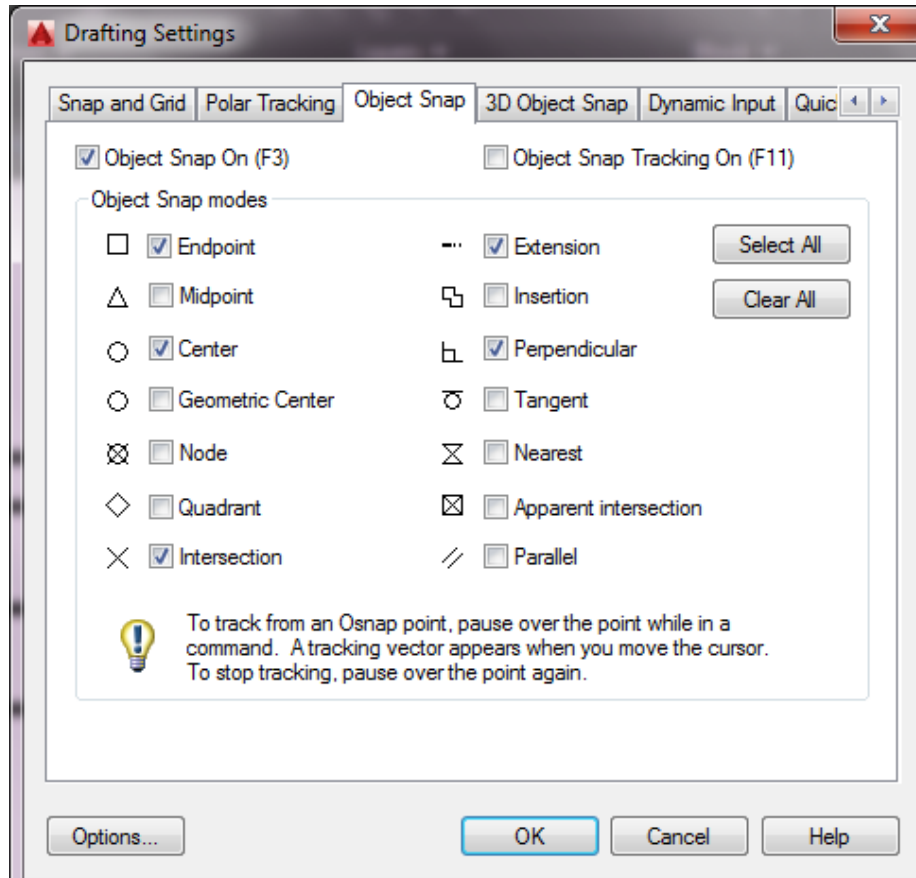 Drafting Settings
Snap and Grid Polar Tracking Object Snap 3D Object Snap Dynamic Input Quic
Object Snap On (F3) Object Snap Tracking On (F11)
Object Snap modes
Endpoint Extension Select All
Midpoint Insertion Clear All
Center Perpendicular
Geometric Center Tangent
Node Nearest
Quadrant Apparent intersection
Intersection Parallel
To track from an Osnap point, pause over the point while in a
command. A tracking vector appears when you move the cursor.
To stop tracking, pause over the point again.
Options... OK Cancel Help